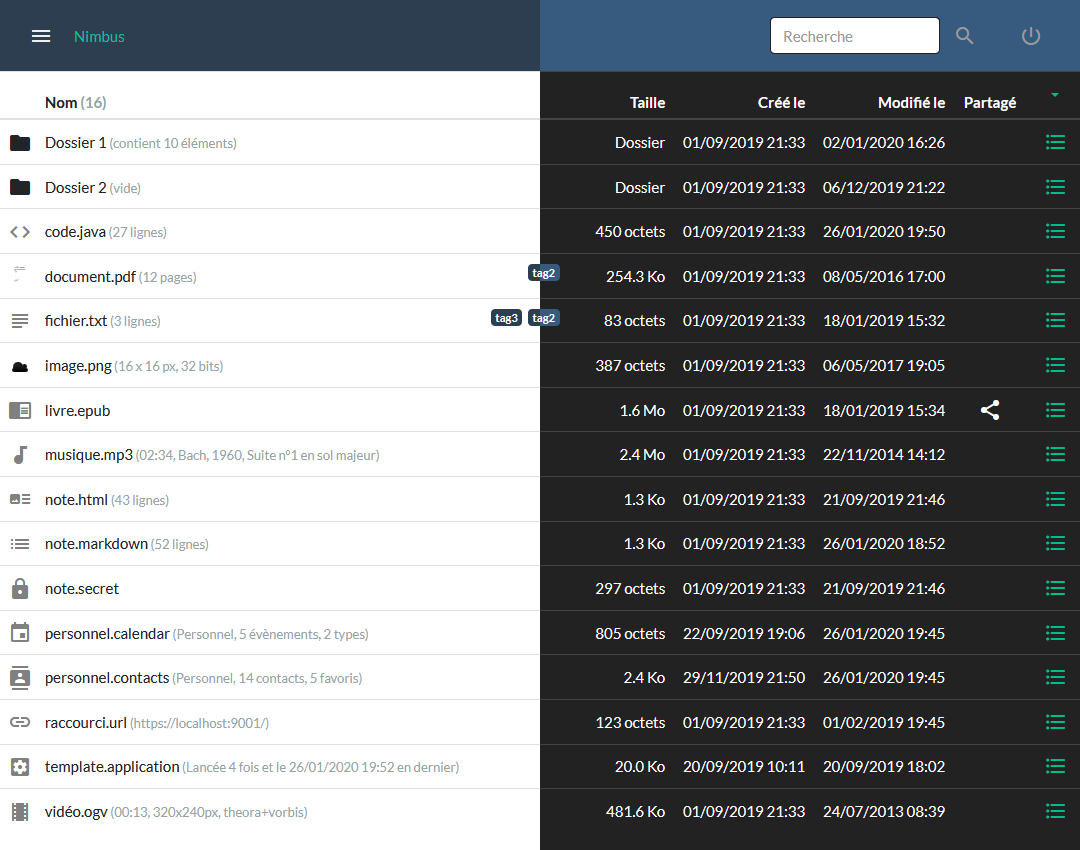 Nimbus Recherche
Nom (16) Taille Créé le Modifié le Partagé
Dossier 1 (contient 10 éléments) Dossier 01/09/2019 21:33 02/01/2020 16:26
Dossier 2 (vide) Dossier 01/09/2019 21:33 06/12/2019 21:22
code.java (27 lignes) 450 octets 01/09/2019 21:33 26/01/2020 19:50
document.pdf (12 pages) tag2 254.3 Ko 01/09/2019 21:33 08/05/2016 17:00
fichier.txt (3 lignes) tag3 tag2 83 octets 01/09/2019 21:33 18/01/2019 15:32
image.png (16 x 16 px, 32 bits) 387 octets 01/09/2019 21:33 06/05/2017 19:05
livre.epub 1.6 Mo 01/09/2019 21:33 18/01/2019 15:34
musique.mp3 (02:34, Bach, 1960, Suite n°1 en sol majeur) 2.4 Mo 01/09/2019 21:33 22/11/2014 14:12
note.html (43 lignes) 1.3 Ko 01/09/2019 21:33 21/09/2019 21:46
note.markdown (52 lignes) 1.3 Ko 01/09/2019 21:33 26/01/2020 18:52
note.secret 297 octets 01/09/2019 21:33 21/09/2019 21:46
personnel.calendar (Personnel, 5 évènements, 2 types) 805 octets 22/09/2019 19:06 26/01/2020 19:45
personnel.contacts (Personnel, 14 contacts, 5 favoris) 2.4 Ko 29/11/2019 21:50 26/01/2020 19:45
raccourci.url (https://localhost:9001/) 123 octets 01/09/2019 21:33 01/02/2019 19:45
template.application (Lancée 4 fois et le 26/01/2020 19:52 en dernier) 20.0 Ko 20/09/2019 10:11 20/09/2019 18:02
vidéo.ogv (00:13, 320x240px, theora+vorbis) 481.6 Ko 01/09/2019 21:33 24/07/2013 08:39